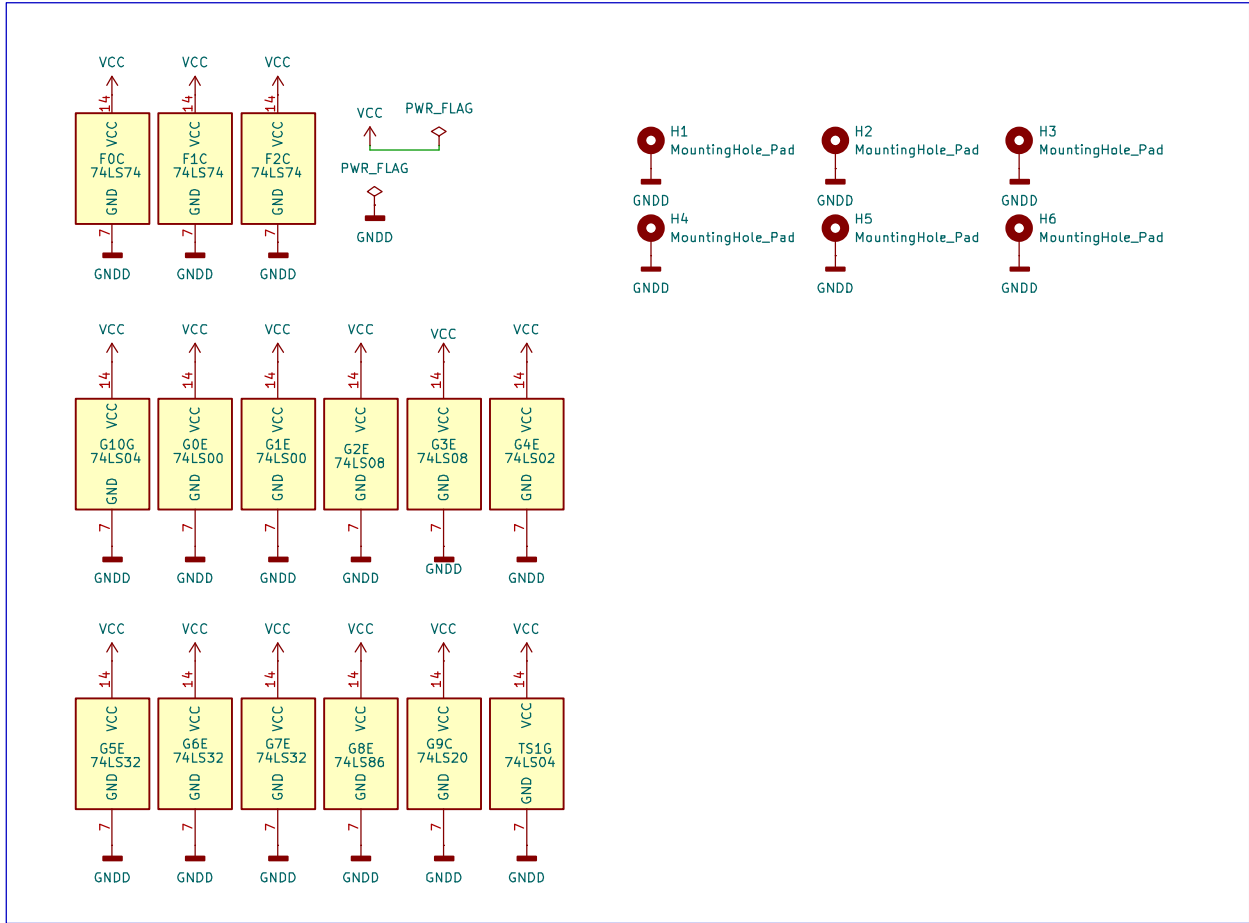 VCC VCC VCC
PWR_FLAG
VCC
14 14 14
H1 H2 H3
VCC VCC VCC
MountingHole_Pad MountingHole_Pad MountingHole_Pad
F0C F1C F2C
74LS74 74LS74 74LS74
PWR_FLAG
GND GND GND
GNDD GNDD GNDD
H4 H5 H6
7 7 7
GNDD
MountingHole_Pad MountingHole_Pad MountingHole_Pad
GNDD GNDD GNDD
GNDD GNDD GNDD
VCC VCC VCC VCC VCC VCC
14 14 14 14 14 14
VCC VCC VCC VCC VCC VCC
G10G G0E G1E G2E G3E G4E
74LS04 74LS00 74LS00 74LS08 74LS08 74LS02
GND GND GND GND GND GND
7 7 7 7 7 7
GNDD GNDD GNDD GNDD GNDD GNDD
VCC VCC VCC VCC VCC VCC
14 14 14 14 14 14
VCC VCC VCC VCC VCC VCC
G5E G6E G7E G8E G9C TS1G
74LS32 74LS32 74LS32 74LS86 74LS20 74LS04
GND GND GND GND GND GND
7 7 7 7 7 7
GNDD GNDD GNDD GNDD GNDD GNDD